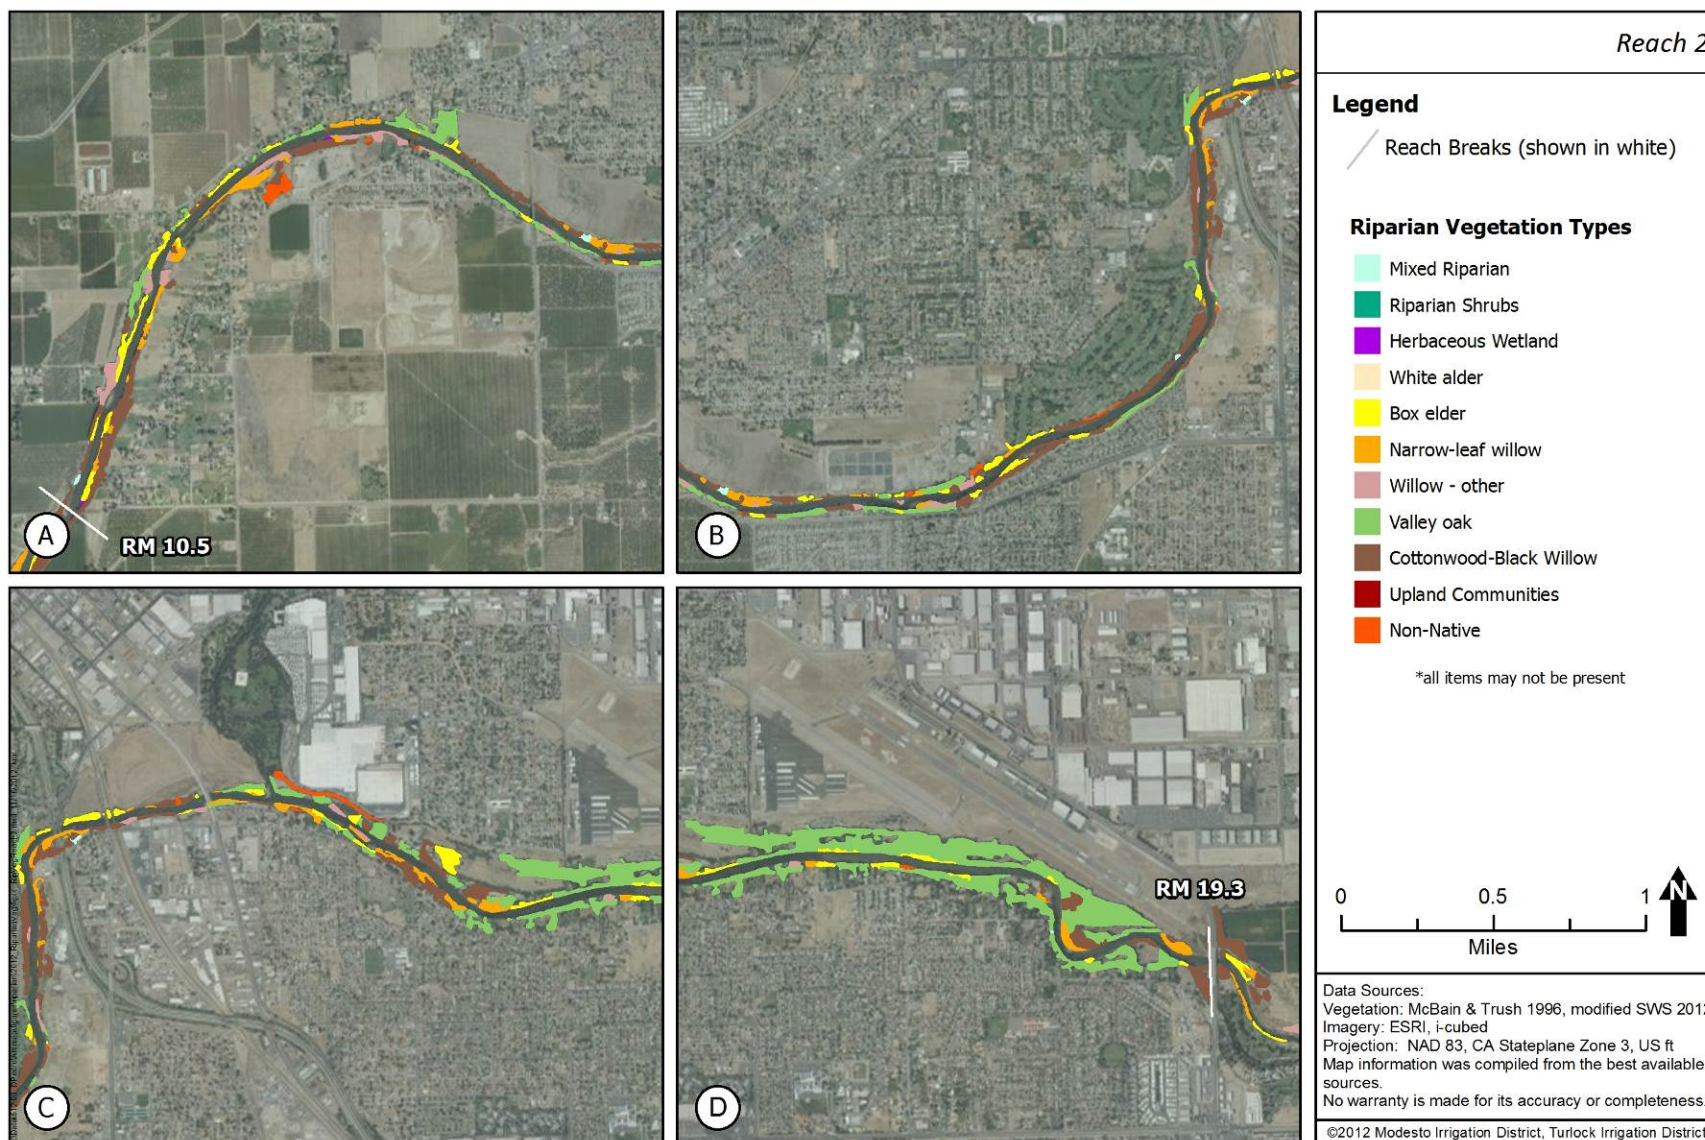 Reach 2
Legend
Reach Breaks (shown in white)
Riparian Vegetation Types
Mixed Riparian
Riparian Shrubs
Herbaceous Wetland
White alder
Box elder
Narrow-leaf willow
Willow - other
Valley oak
Cottonwood-Black Willow
Upland Communities
Non-Native
*all items may not be present
A
RM 10.5
B
C
D
RM 19.3
N
0 0.5 1
Miles
Data Sources:
Vegetation: McBain & Trush 1996, modified SWS 2012
Imagery: ESRI, i-cubed
Projection: NAD 83, CA Stateplane Zone 3, US ft
Map information was compiled from the best available
sources.
No warranty is made for its accuracy or completeness.
©2012 Modesto Irrigation District, Turlock Irrigation District